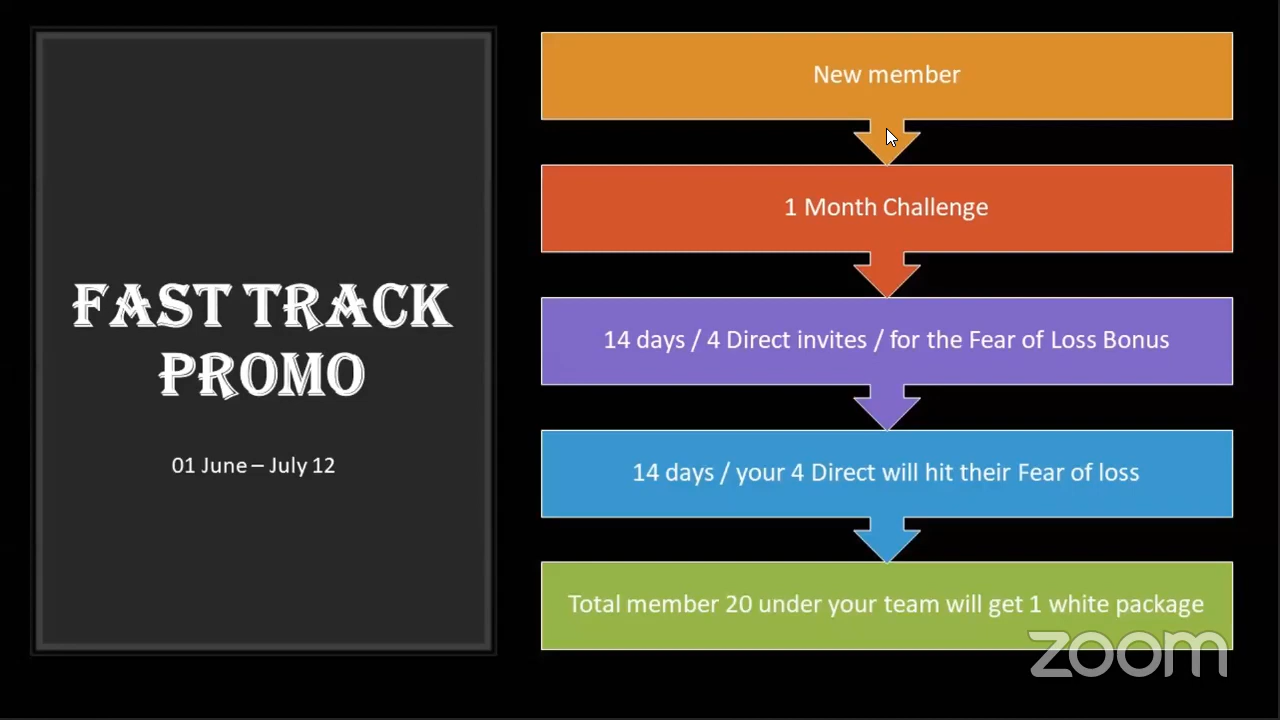 FAST TRACK
PROMO
01 June – July 12
New member
1 Month Challenge
14 days / 4 Direct invites / for the Fear of Loss Bonus
14 days / your 4 Direct will hit their Fear of loss
Total member 20 under your team will get 1 white package
zoom